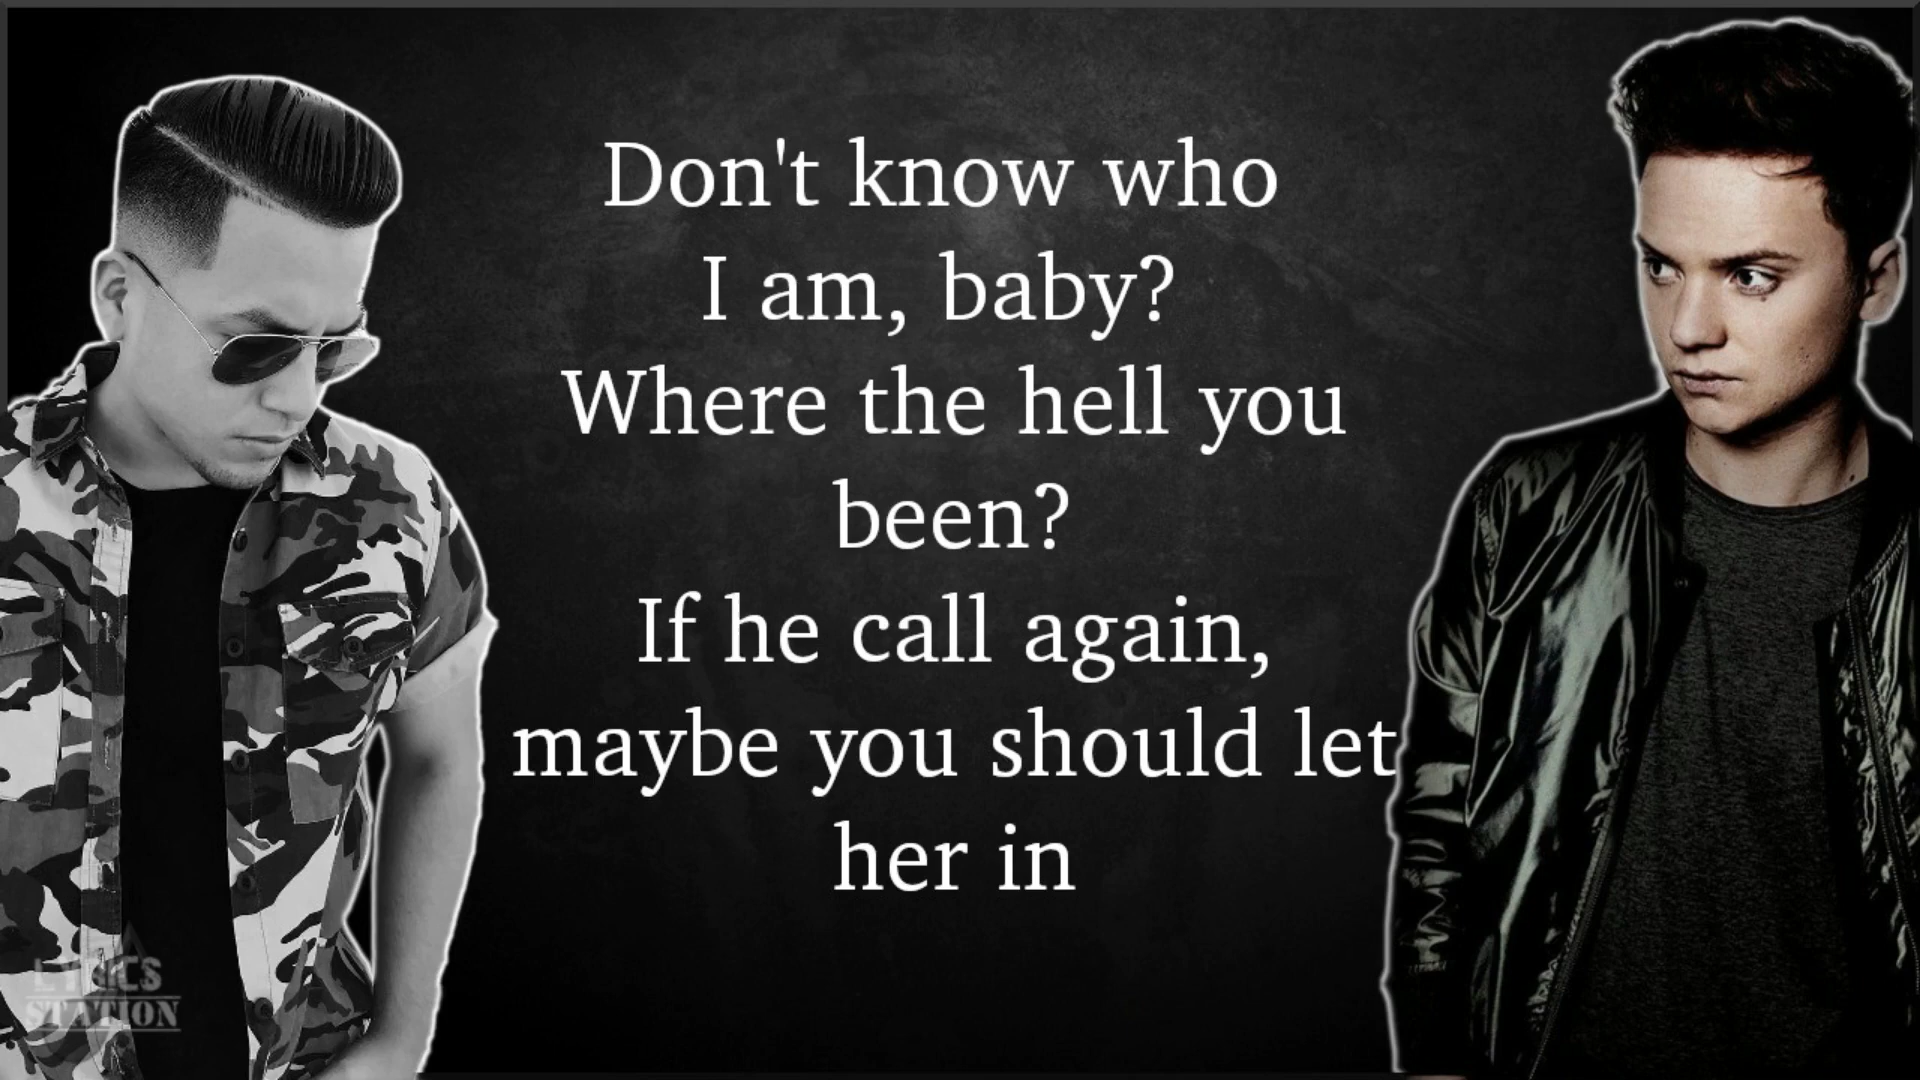 Don't know who
I am, baby?
Where the hell you
been?
If he call again,
maybe you should let
her in
LYRICS
STATION